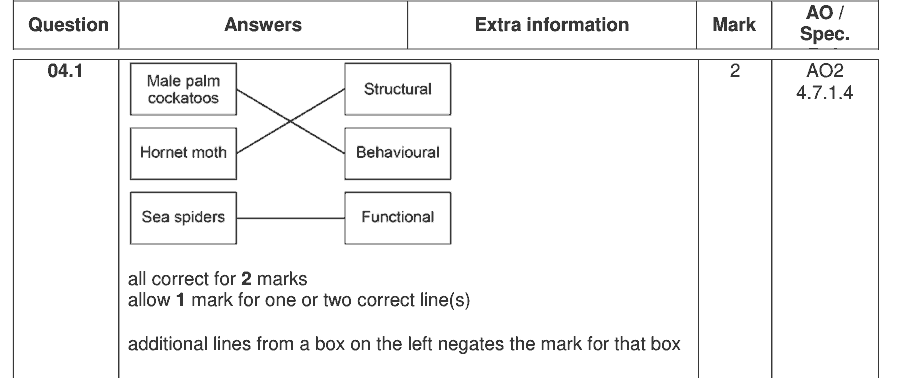 Question Answers Extra information Mark AO /
Spec.
04.1 2 AO2
4.7.1.4
Male palm
cockatoos
Structural
Hornet moth Behavioural
Sea spiders Functional
all correct for 2 marks
allow 1 mark for one or two correct line(s)
additional lines from a box on the left negates the mark for that box